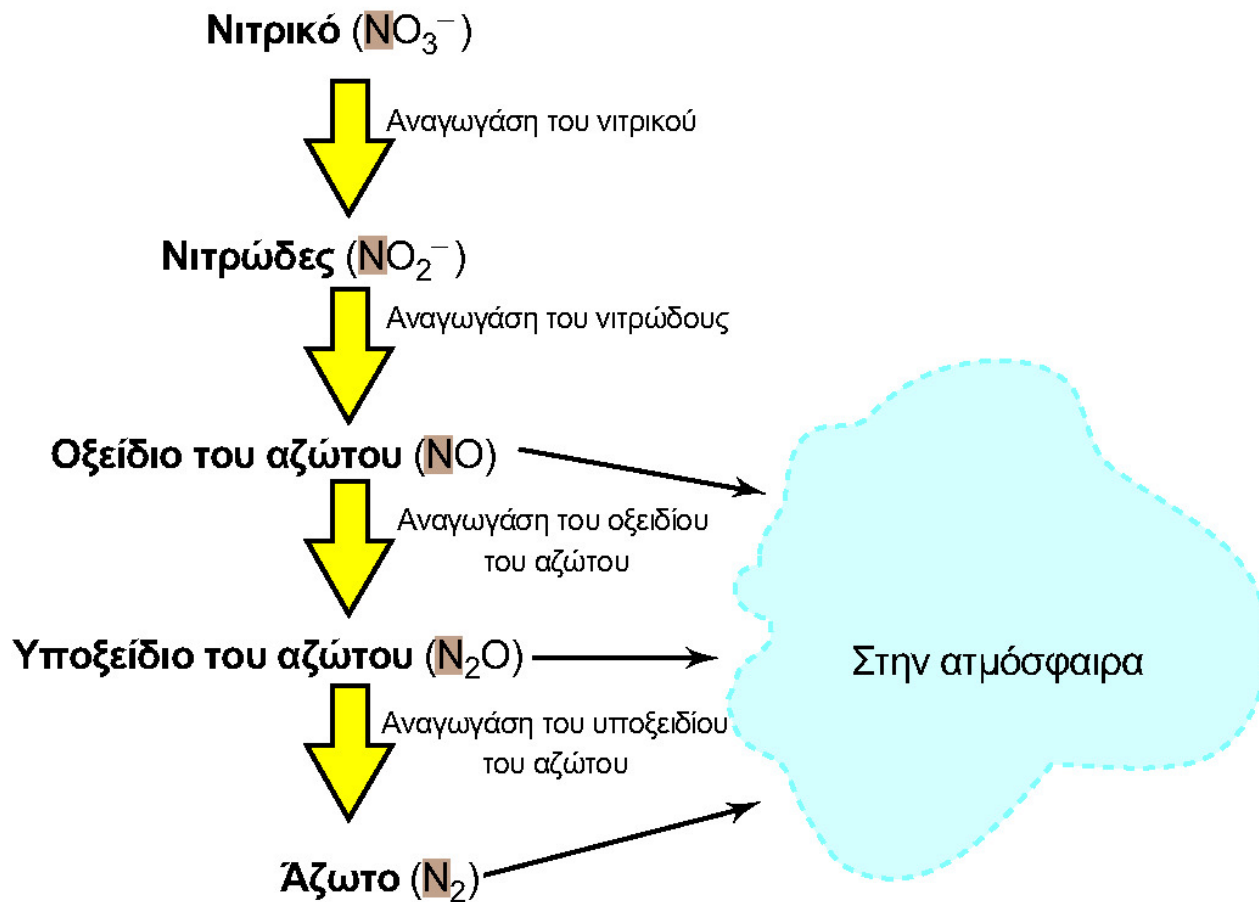 Νιτρικό (NO₃⁻)
Αναγωγάση του νιτρικού
Νιτρώδες (NO₂⁻)
Αναγωγάση του νιτρώδους
Οξείδιο του αζώτου (NO)
Αναγωγάση του οξειδίου
του αζώτου
Υποξείδιο του αζώτου (N₂O)
Στην ατμόσφαιρα
Αναγωγάση του υποξειδίου
του αζώτου
Άζωτο (N₂)